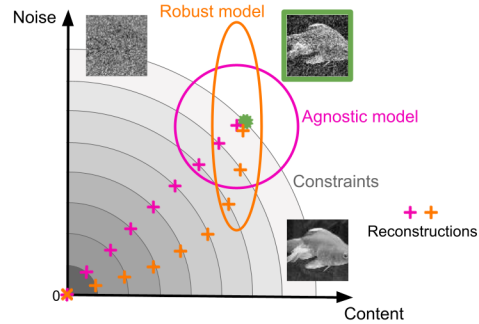 Noise
Robust model
Agnostic model
Constraints
Reconstructions
0
Content